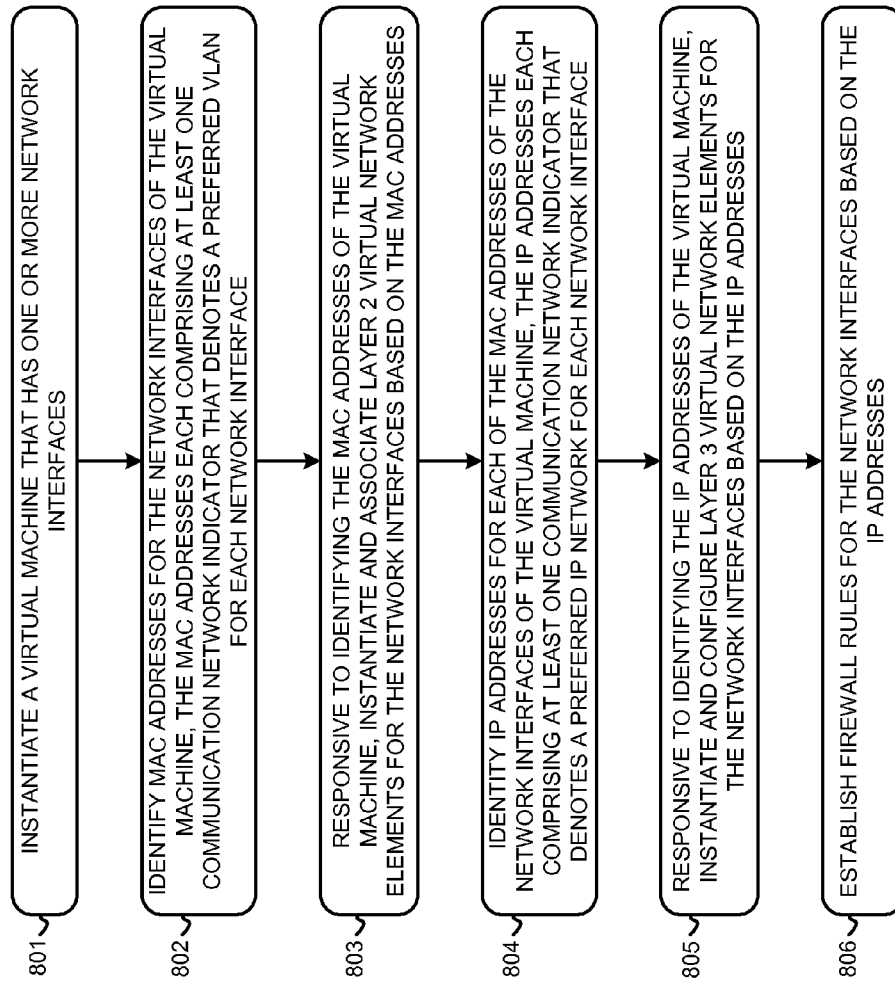 801
INSTANTIATE A VIRTUAL MACHINE THAT HAS ONE OR MORE NETWORK
INTERFACES
802
IDENTIFY MAC ADDRESSES FOR THE NETWORK INTERFACES OF THE VIRTUAL
MACHINE, THE MAC ADDRESSES EACH COMPRISING AT LEAST ONE
COMMUNICATION NETWORK INDICATOR THAT DENOTES A PREFERRED VLAN
FOR EACH NETWORK INTERFACE
803
RESPONSIVE TO IDENTIFYING THE MAC ADDRESSES OF THE VIRTUAL
MACHINE, INSTANTIATE AND ASSOCIATE LAYER 2 VIRTUAL NETWORK
ELEMENTS FOR THE NETWORK INTERFACES BASED ON THE MAC ADDRESSES
804
IDENTITY IP ADDRESSES FOR EACH OF THE MAC ADDRESSES OF THE
NETWORK INTERFACES OF THE VIRTUAL MACHINE, THE IP ADDRESSES EACH
COMPRISING AT LEAST ONE COMMUNICATION NETWORK INDICATOR THAT
DENOTES A PREFERRED IP NETWORK FOR EACH NETWORK INTERFACE
805
RESPONSIVE TO IDENTIFYING THE IP ADDRESSES OF THE VIRTUAL MACHINE,
INSTANTIATE AND CONFIGURE LAYER 3 VIRTUAL NETWORK ELEMENTS FOR
THE NETWORK INTERFACES BASED ON THE IP ADDRESSES
806
ESTABLISH FIREWALL RULES FOR THE NETWORK INTERFACES BASED ON THE
IP ADDRESSES